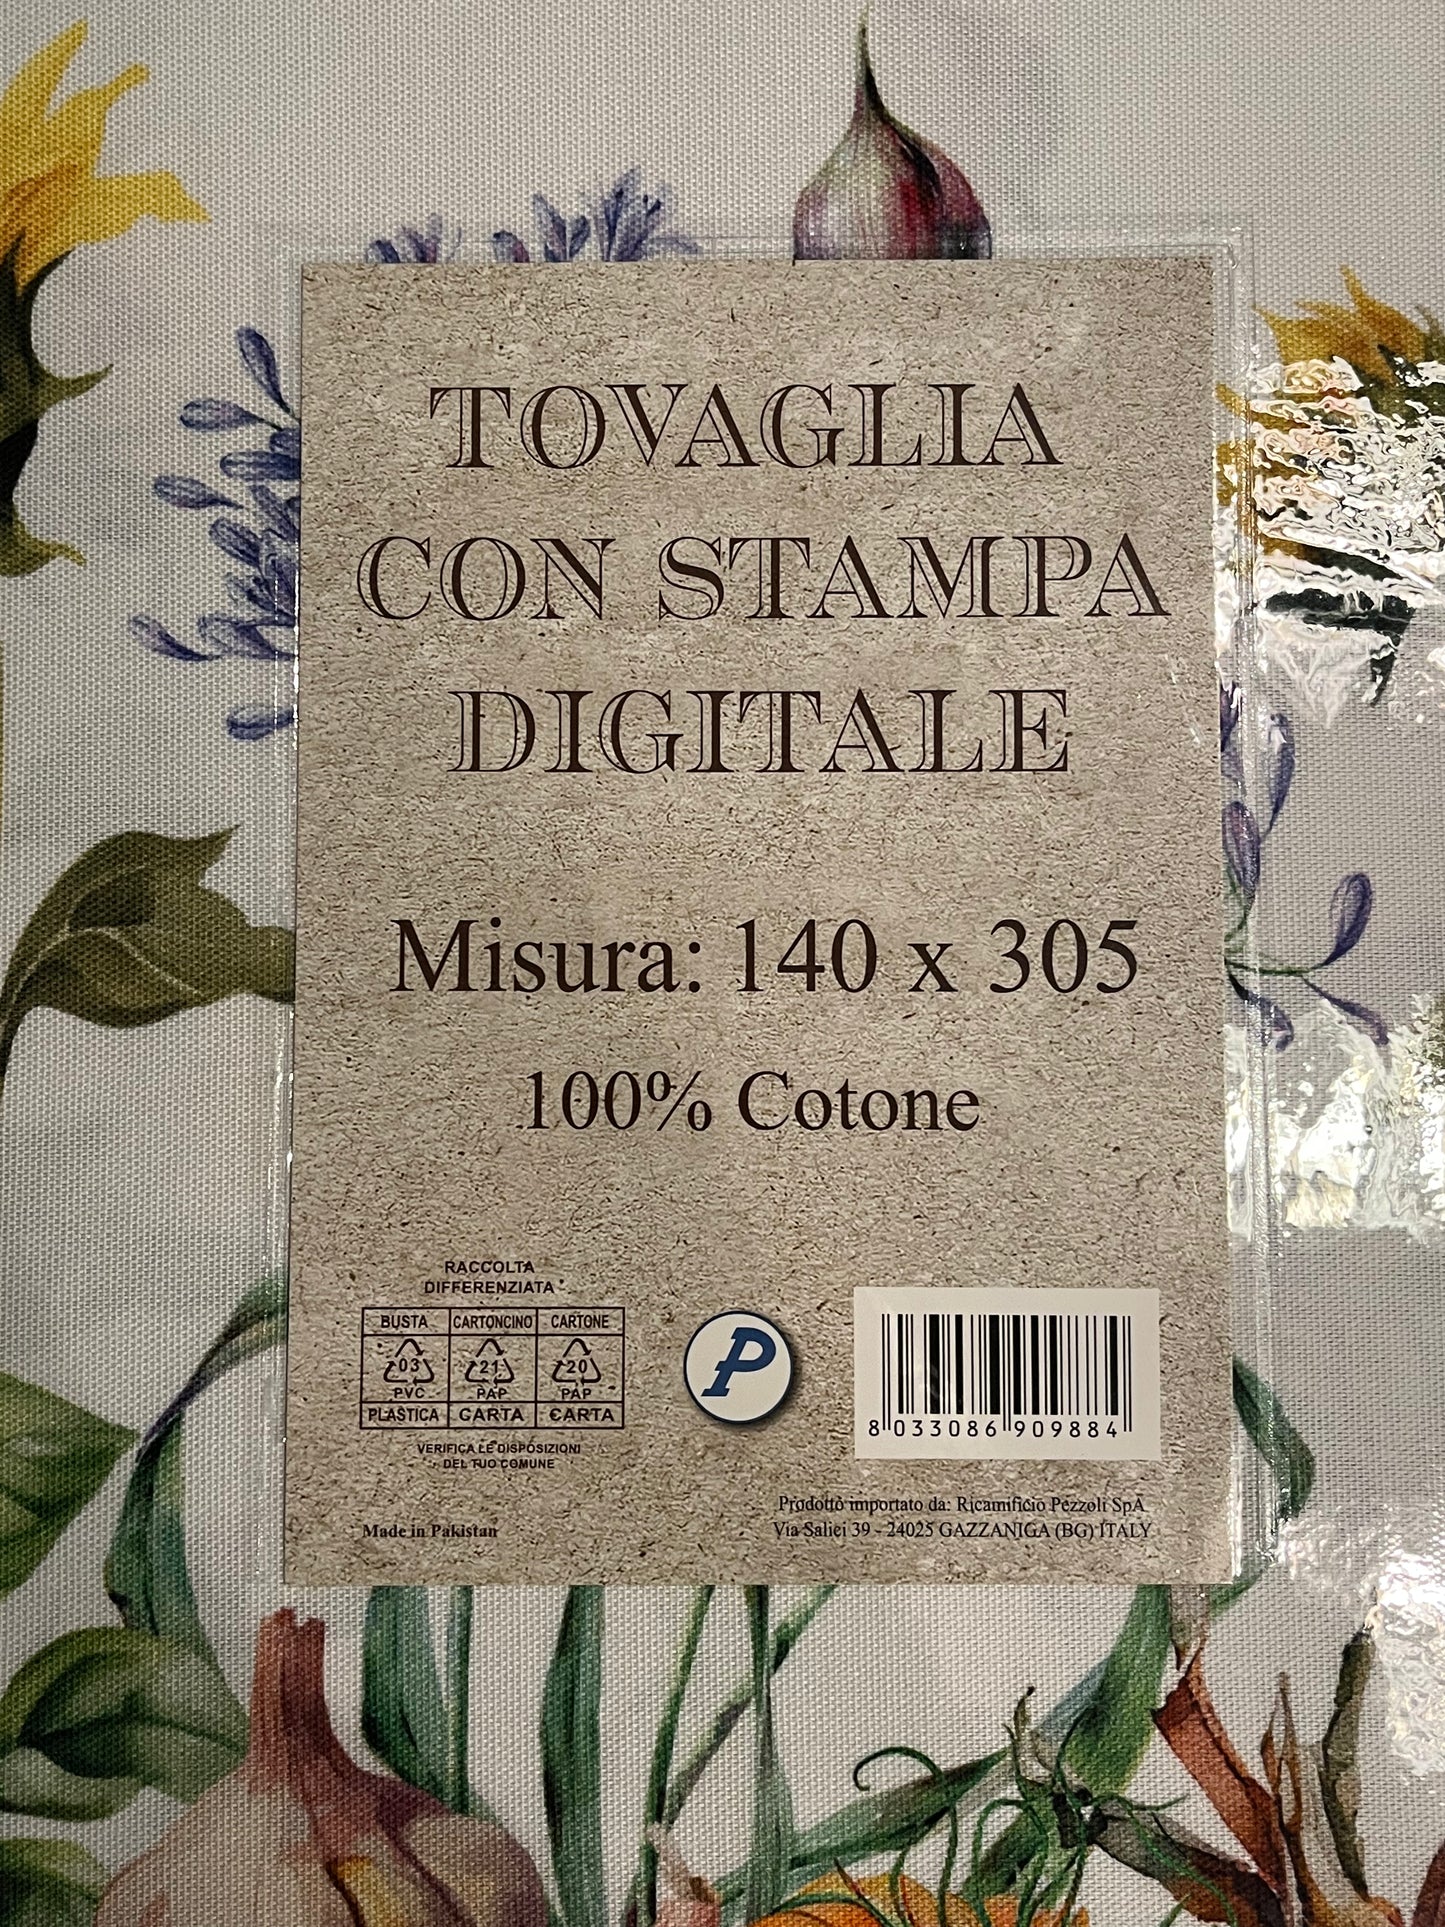 TOVAGLIA
CON STAMPA
DIGITALE
Misura: 140 x 305
100% Cotone
RACCOLTA
DIFFERENZIATA
BUSTA CARTONCINO CARTONE
03 21 20
PVC PAP PAP
PLASTICA CARTA CARTA
VERIFICA LE DISPOSIZIONI
DEL TUO COMUNE
Made in Pakistan
P
8 033086 909884
Prodotto importato da: Ricamificio Pezzoli SpA
Via Salici 39 - 24025 GAZZANIGA (BG) ITALY